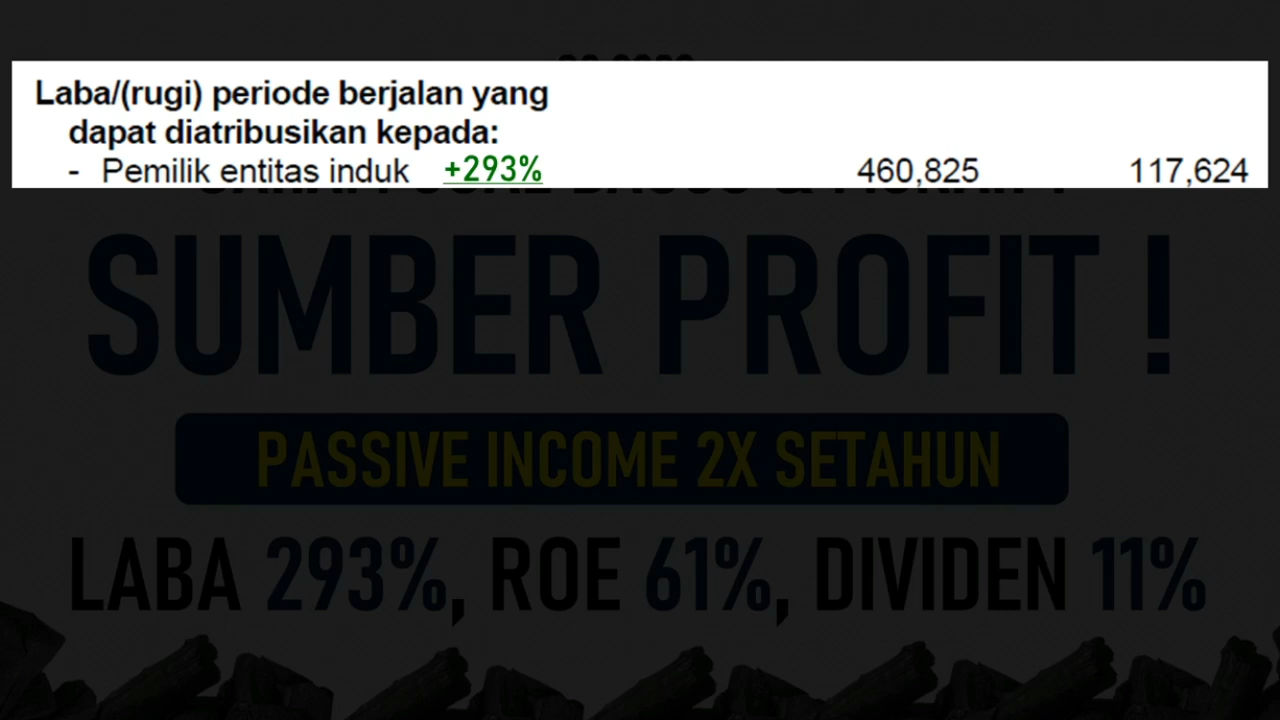 Laba/(rugi) periode berjalan yang
dapat diatribusikan kepada:
- Pemilik entitas induk +293% 460,825 117,624
SUMBER PROFIT !
PASSIVE INCOME 2X SETAHUN
LABA 293%, ROE 61%, DIVIDEN 11%